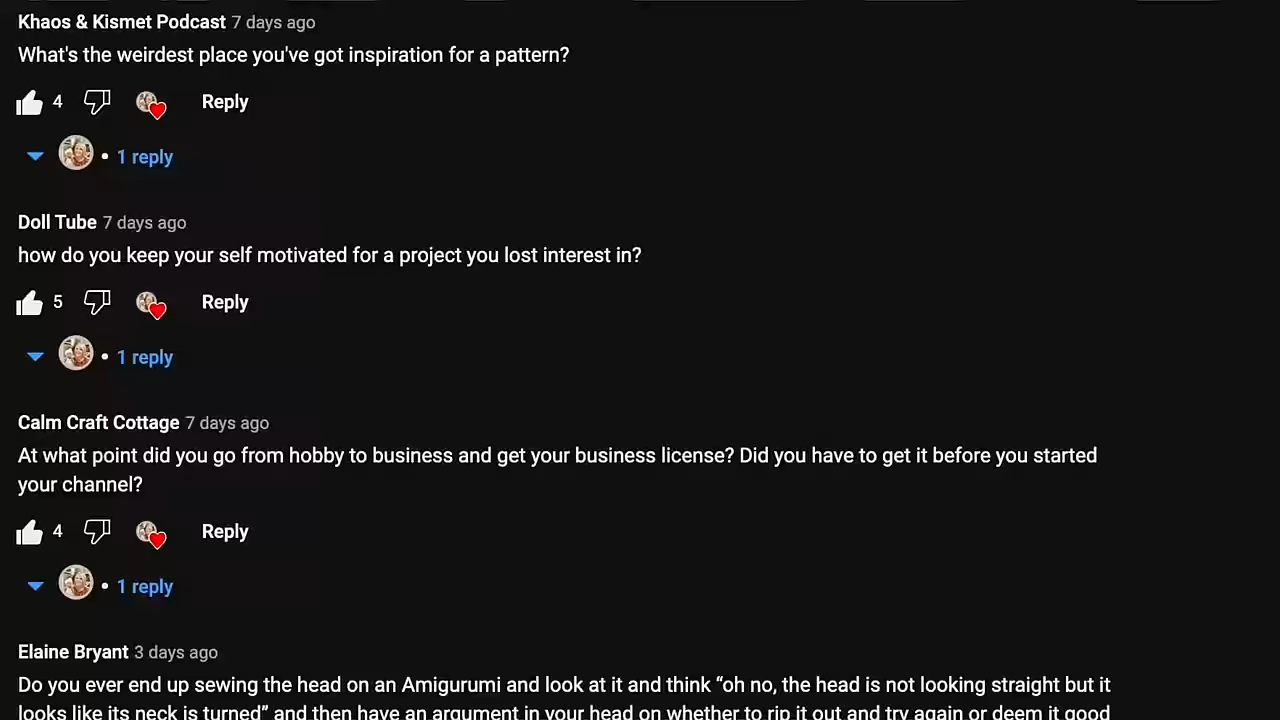 Khaos & Kismet Podcast 7 days ago
What's the weirdest place you've got inspiration for a pattern?
4 Reply
• 1 reply
Doll Tube 7 days ago
how do you keep your self motivated for a project you lost interest in?
5 Reply
• 1 reply
Calm Craft Cottage 7 days ago
At what point did you go from hobby to business and get your business license? Did you have to get it before you started
your channel?
4 Reply
• 1 reply
Elaine Bryant 3 days ago
Do you ever end up sewing the head on an Amigurumi and look at it and think “oh no, the head is not looking straight but it
looks like its neck is turned” and then have an argument in your head on whether to rip it out and try again or deem it good